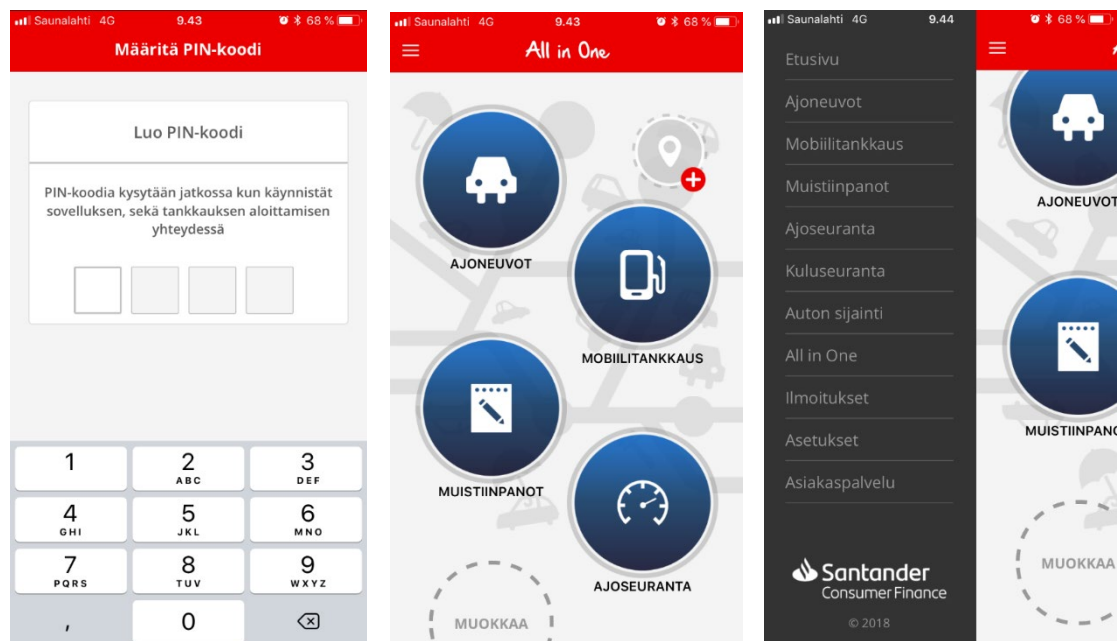 Saunalahti 4G 9.43 68 %
Määritä PIN-koodi
Luo PIN-koodi
PIN-koodia kysytään jatkossa kun käynnistät
sovelluksen, sekä tankkauksen aloittamisen
yhteydessä
1
2 ABC
3 DEF
4 GHI
5 JKL
6 MNO
7 PQRS
8 TUV
9 WXYZ
,
0
Saunalahti 4G 9.43 68 %
All in One
AJONEUVOT
MOBIILITANKKAUS
MUISTIINPANOT
AJOSEURANTA
MUOKKAA
Saunalahti 4G 9.44 68 %
Etusivu
Ajoneuvot
Mobiilitankkaus
Muistiinpanot
Ajoseuranta
Kuluseuranta
Auton sijainti
All in One
Ilmoitukset
Asetukset
Asiakaspalvelu
Santander
Consumer Finance
© 2018
AJONEUVOT
MUISTIINPANO
MUOKKAA